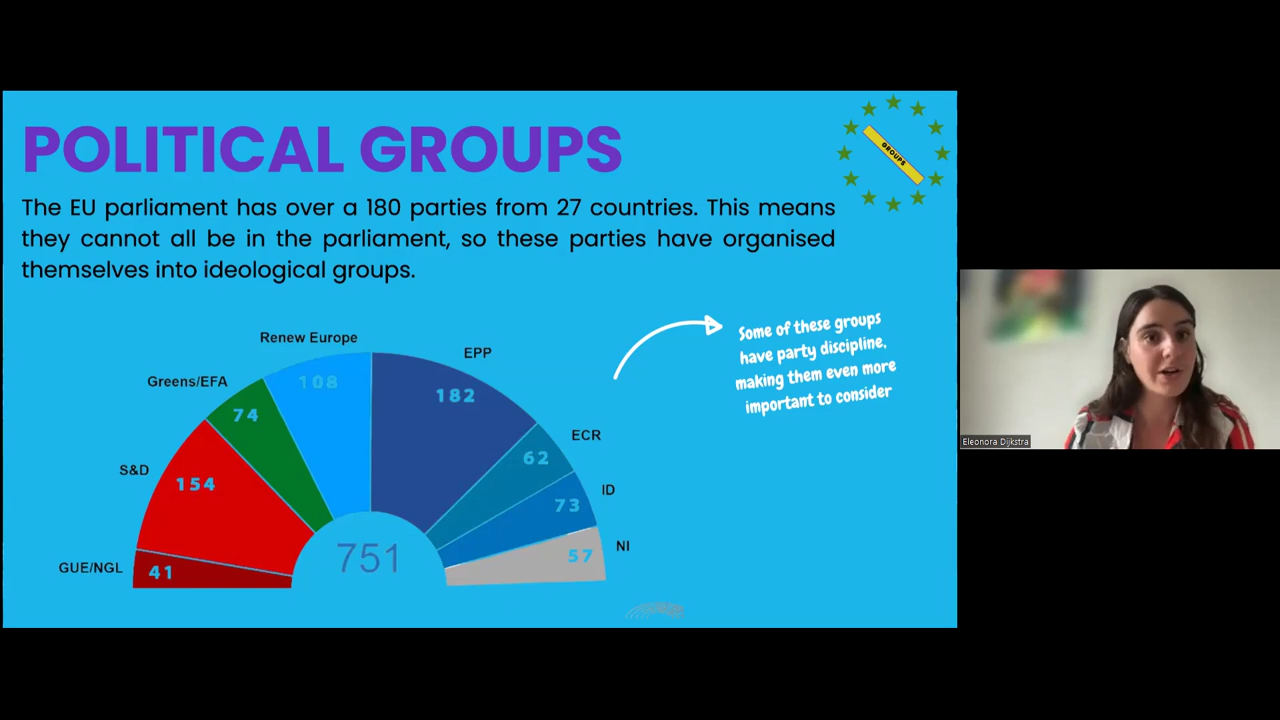 POLITICAL GROUPS
GROUPS
The EU parliament has over a 180 parties from 27 countries. This means
they cannot all be in the parliament, so these parties have organised
themselves into ideological groups.
Some of these groups
have party discipline,
making them even more
important to consider
Renew Europe
108
EPP
182
Greens/EFA
74
ECR
62
S&D
154
ID
73
NI
57
GUE/NGL
41
751
Eleonora Dijkstra